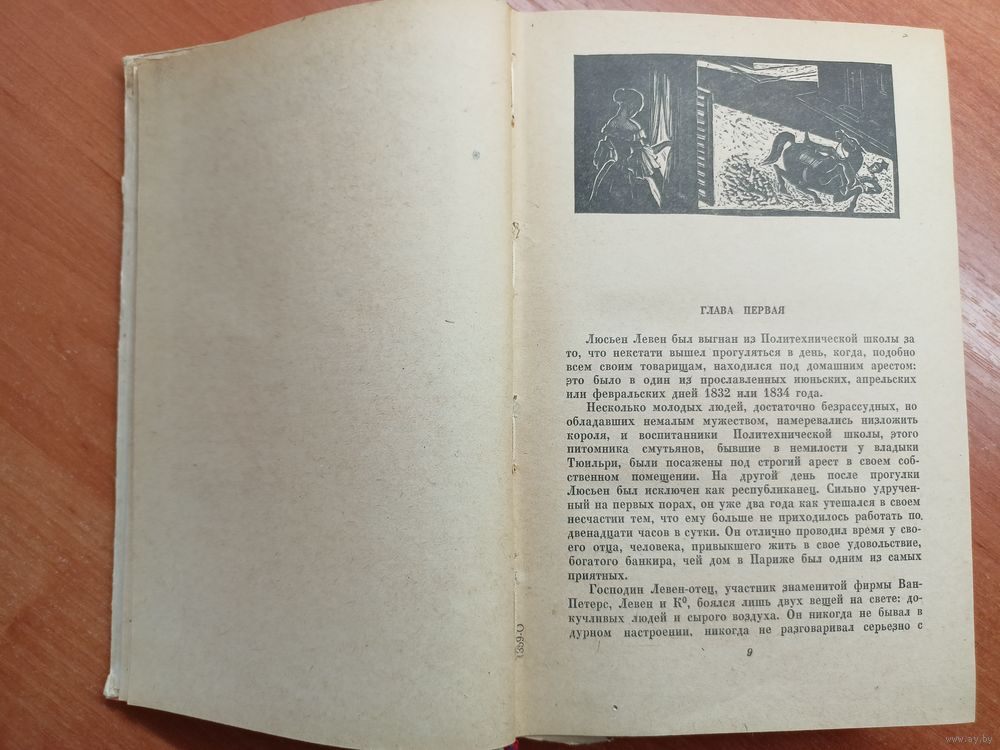 ГЛАВА ПЕРВАЯ
Люсьен Левен был выгнан из Политехнической школы за
то, что некстати вышел прогуляться в день, когда, подобно
всем своим товарищам, находился под домашним арестом:
это было в один из прославленных июньских, апрельских
или февральских дней 1832 или 1834 года.
Несколько молодых людей, достаточно безрассудных, но
обладавших немалым мужеством, намеревались низложить
короля, и воспитанники Политехнической школы, этого
питомника смутьянов, бывшие в немилости у владыки
Тюильри, были посажены под строгий арест в своем соб-
ственном помещении. На другой день после прогулки
Люсьен был исключен как республиканец. Сильно удручен-
ный на первых порах, он уже два года как утешался в своем
несчастии тем, что ему больше не приходилось работать по
двенадцати часов в сутки. Он отлично проводил время у сво-
его отца, человека, привыкшего жить в свое удовольствие,
богатого банкира, чей дом в Париже был одним из самых
приятных.
Господин Левен-отец, участник знаменитой фирмы Ван-
Петерс, Левен и К⁰, боялся лишь двух вещей на свете: до-
кучливых людей и сырого воздуха. Он никогда не бывал в
дурном настроении, никогда не разговаривал серьезно с
9
1359-О
www.ay.by